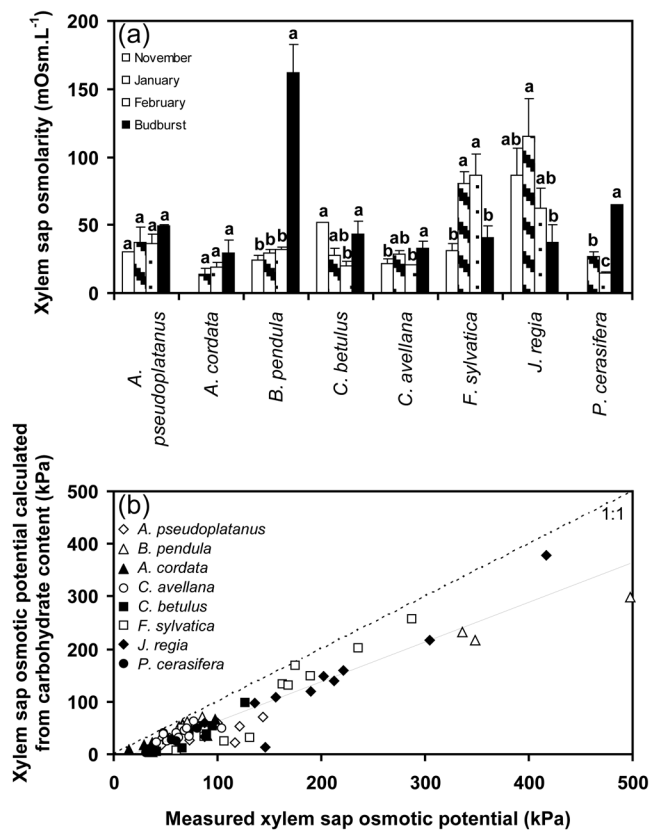 (a)
Xylem sap osmolarity (mOsm.L⁻¹)
200
150
100
50
0
November
January
February
Budburst
a a a a
a a a
b b b a
a ab b a
b ab b a
b a a b
ab a ab b
b c a
A. pseudoplatanus
A. cordata
B. pendula
C. betulus
C. avellana
F. sylvatica
J. regia
P. cerasifera
(b)
Xylem sap osmotic potential calculated
from carbohydrate content (kPa)
500
400
300
200
100
0
1:1
A. pseudoplatanus
B. pendula
A. cordata
C. avellana
C. betulus
F. sylvatica
J. regia
P. cerasifera
0 100 200 300 400 500
Measured xylem sap osmotic potential (kPa)